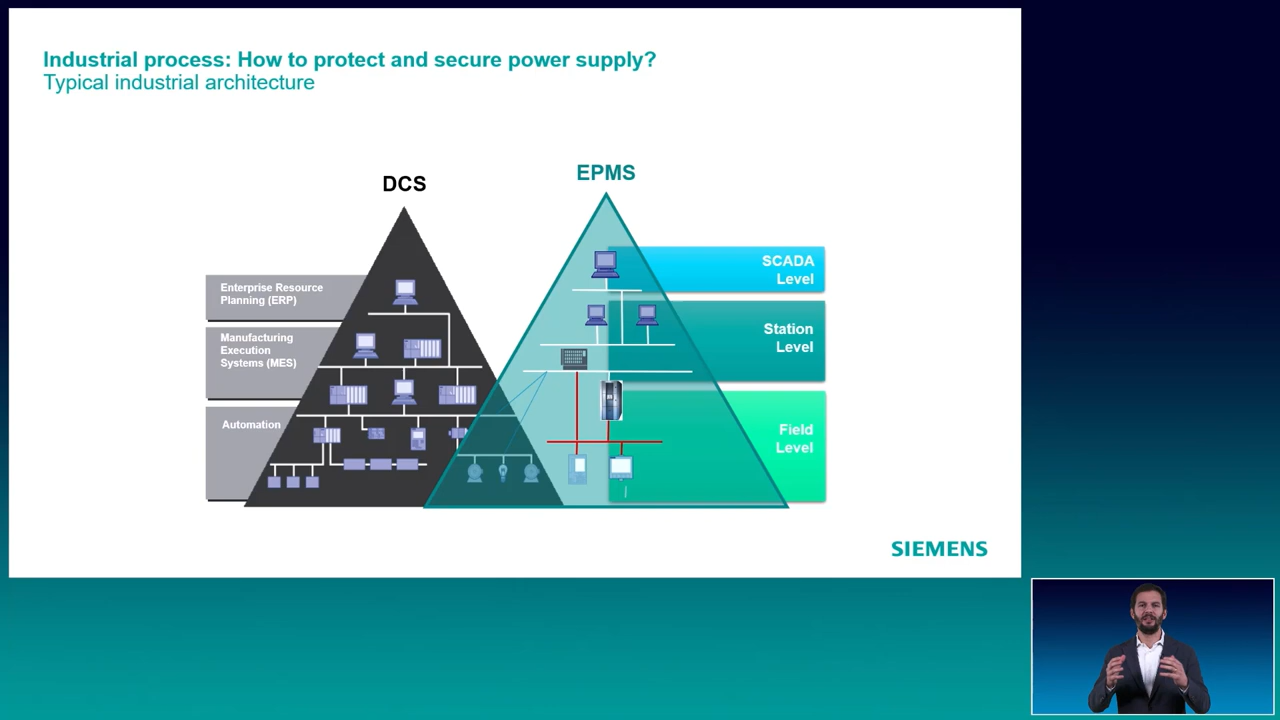 Industrial process: How to protect and secure power supply?
Typical industrial architecture
DCS
EPMS
Enterprise Resource
Planning (ERP)
Manufacturing
Execution
Systems (MES)
Automation
SCADA
Level
Station
Level
Field
Level
SIEMENS